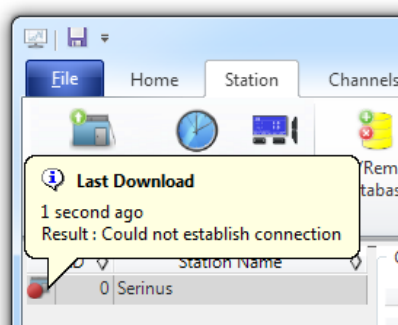 File Home Station Channels
Last Download
1 second ago
Result : Could not establish connection
Station Name
0 Serinus